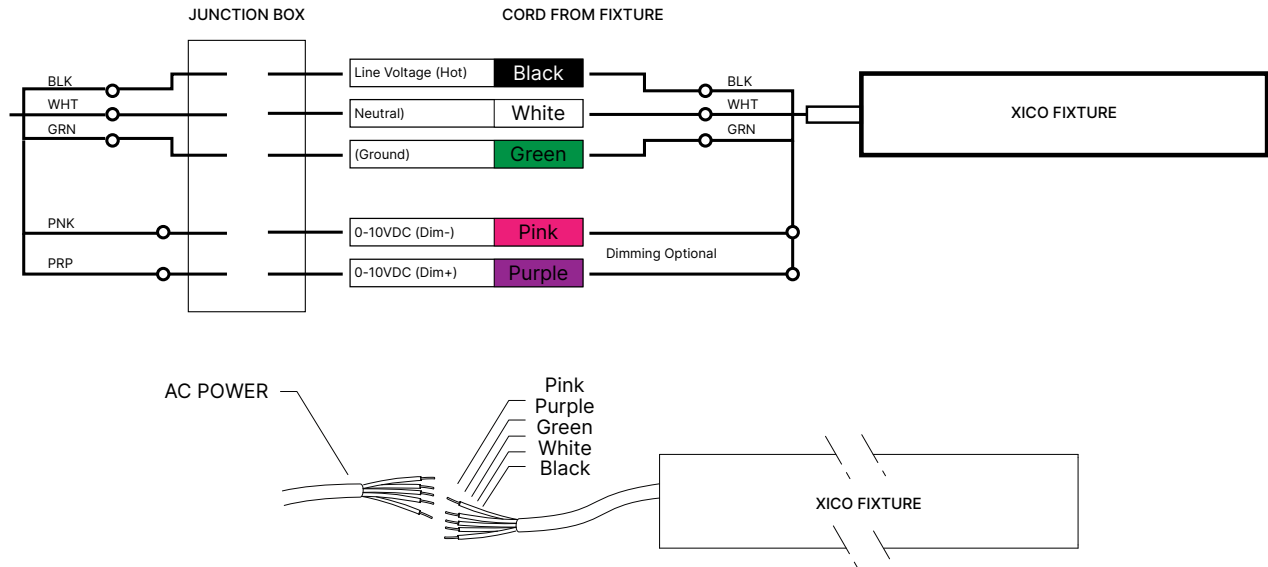 JUNCTION BOX
CORD FROM FIXTURE
BLK
WHT
GRN
PNK
PRP
Line Voltage (Hot) Black
Neutral) White
(Ground) Green
0-10VDC (Dim-) Pink
0-10VDC (Dim+) Purple
Dimming Optional
BLK
WHT
GRN
XICO FIXTURE
AC POWER
Pink
Purple
Green
White
Black
XICO FIXTURE